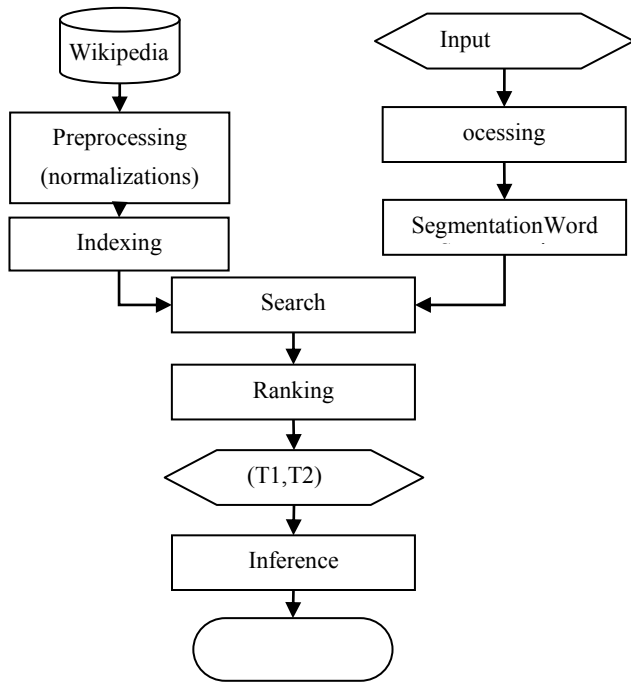 Wikipedia
Input
Preprocessing
(normalizations)
ocessing
Indexing
SegmentationWord
Search
Ranking
(T1,T2)
Inference